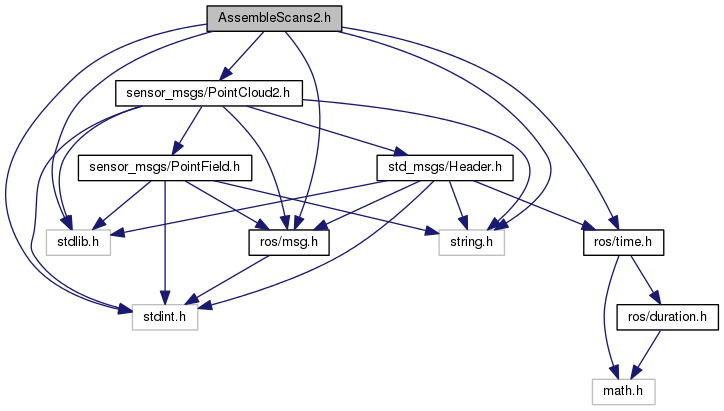 AssembleScans2.h
sensor_msgs/PointCloud2.h
sensor_msgs/PointField.h
std_msgs/Header.h
stdlib.h
ros/msg.h
string.h
ros/time.h
stdint.h
ros/duration.h
math.h